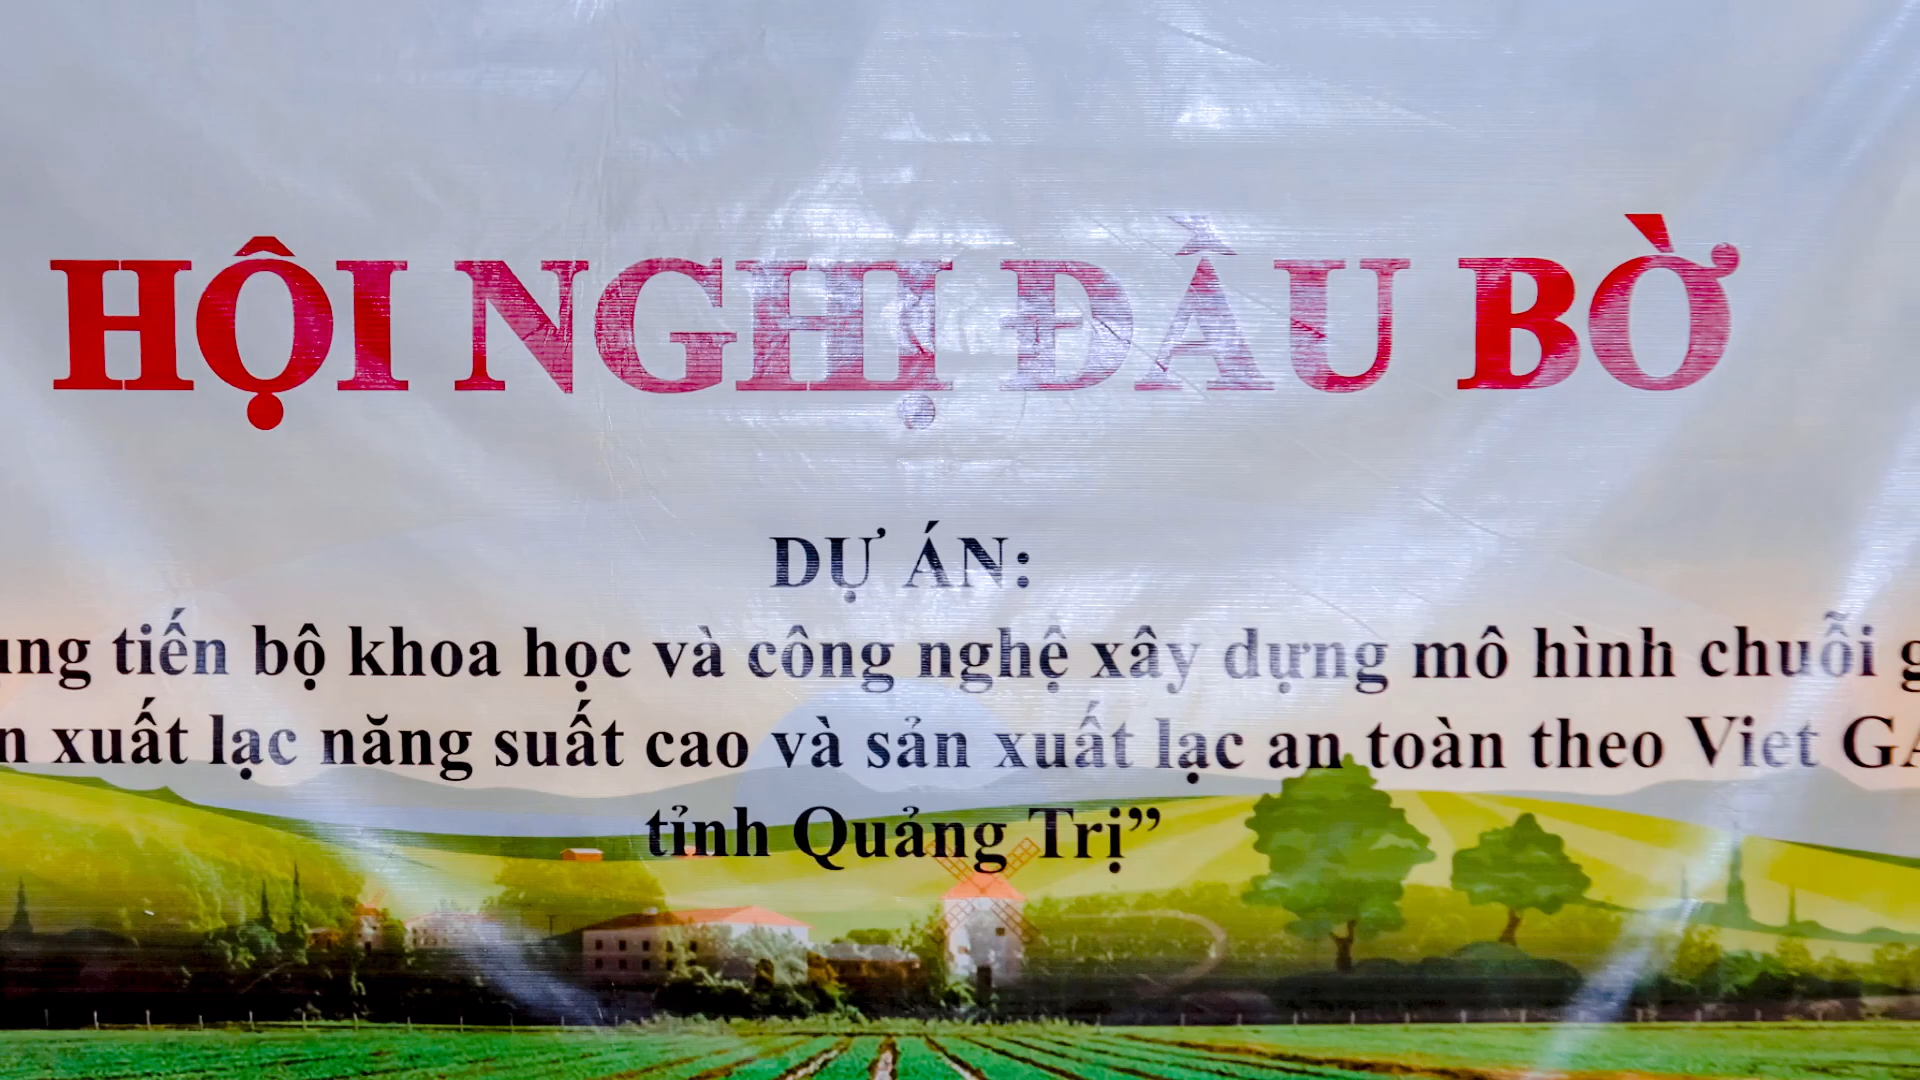 HỘI NGHỊ ĐẦU BỜ
DỰ ÁN:
ung tiến bộ khoa học và công nghệ xây dựng mô hình chuỗi g
n xuất lạc năng suất cao và sản xuất lạc an toàn theo Viet GA
tỉnh Quảng Trị”